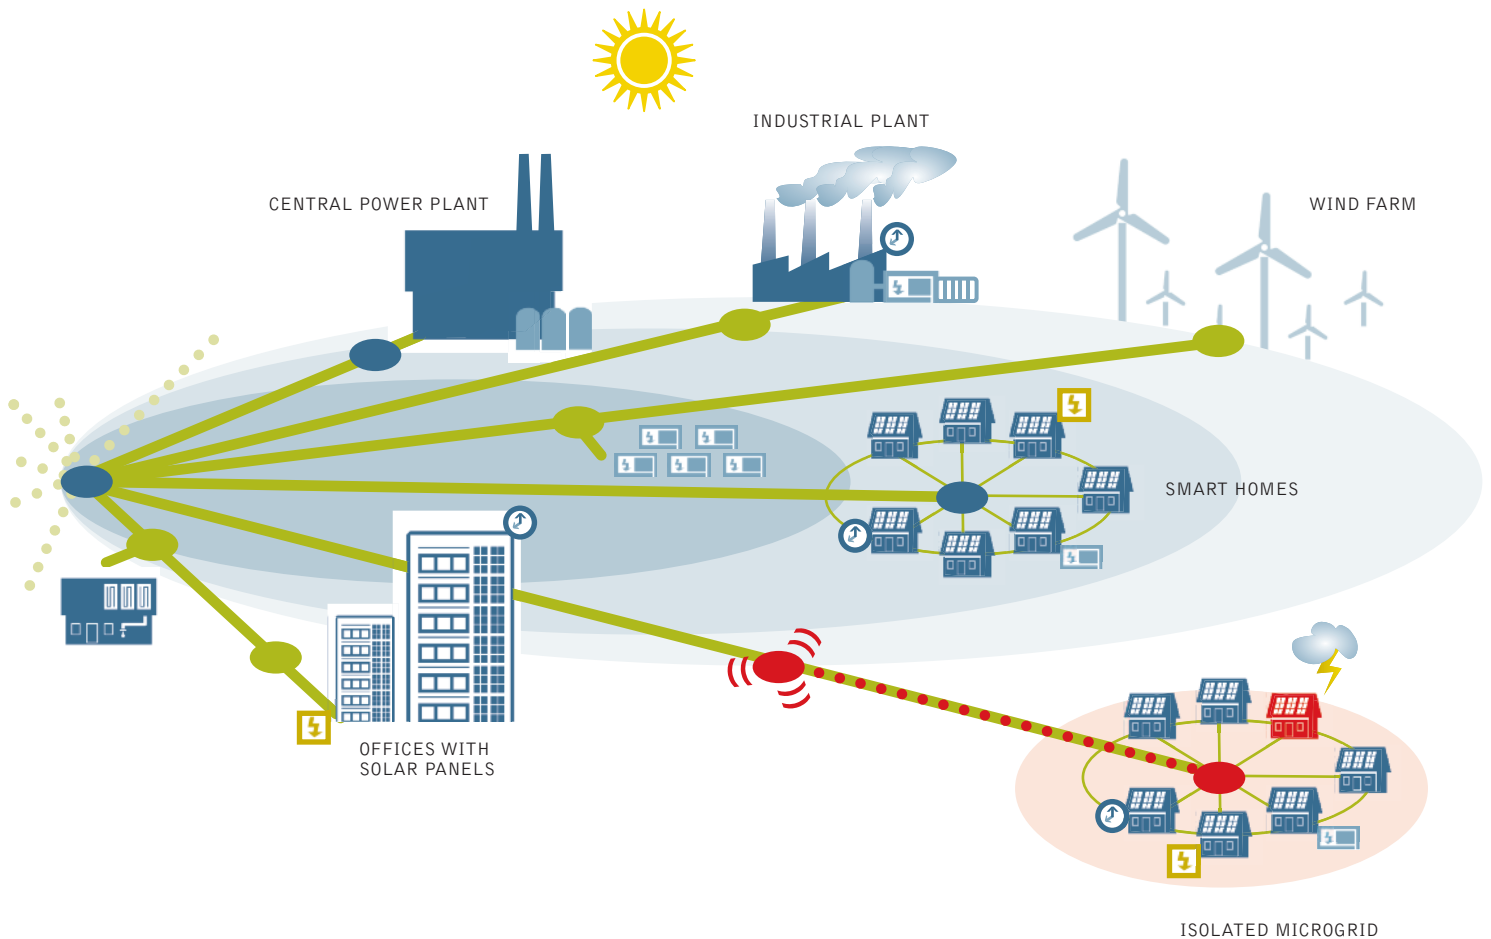 INDUSTRIAL PLANT
CENTRAL POWER PLANT
WIND FARM
SMART HOMES
OFFICES WITH
SOLAR PANELS
ISOLATED MICROGRID